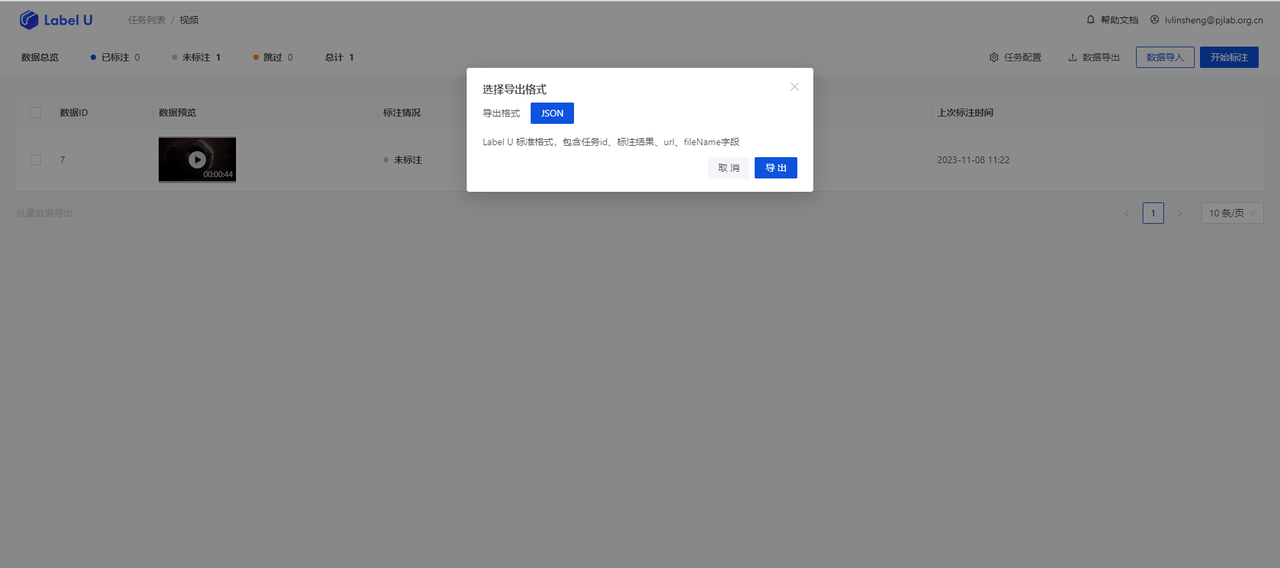 Label U 任务列表 / 视频 帮助文档 lvlinsheng@pjlab.org.cn
数据总览 已标注 0 未标注 1 跳过 0 总计 1 任务配置 数据导出 数据导入 开始标注
选择导出格式
导出格式 JSON
Label U 标准格式，包含任务id、标注结果、url、fileName字段
取 消 导 出
数据ID 数据预览 标注情况 上次标注时间
7 00:00:44 未标注 2023-11-08 11:22
批量数据导出 1 10 条/页